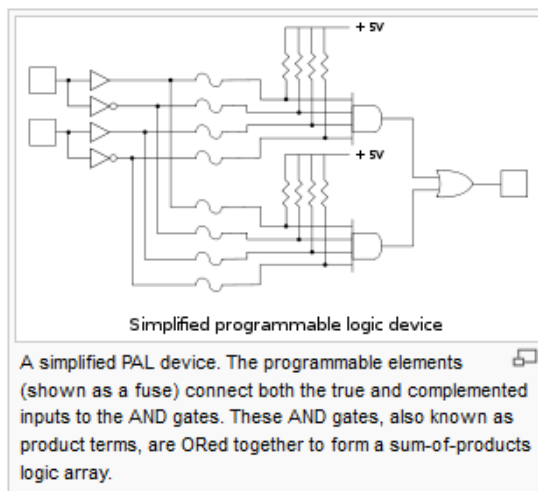 + 5V
+ 5V
Simplified programmable logic device
A simplified PAL device. The programmable elements
(shown as a fuse) connect both the true and complemented
inputs to the AND gates. These AND gates, also known as
product terms, are ORed together to form a sum-of-products
logic array.